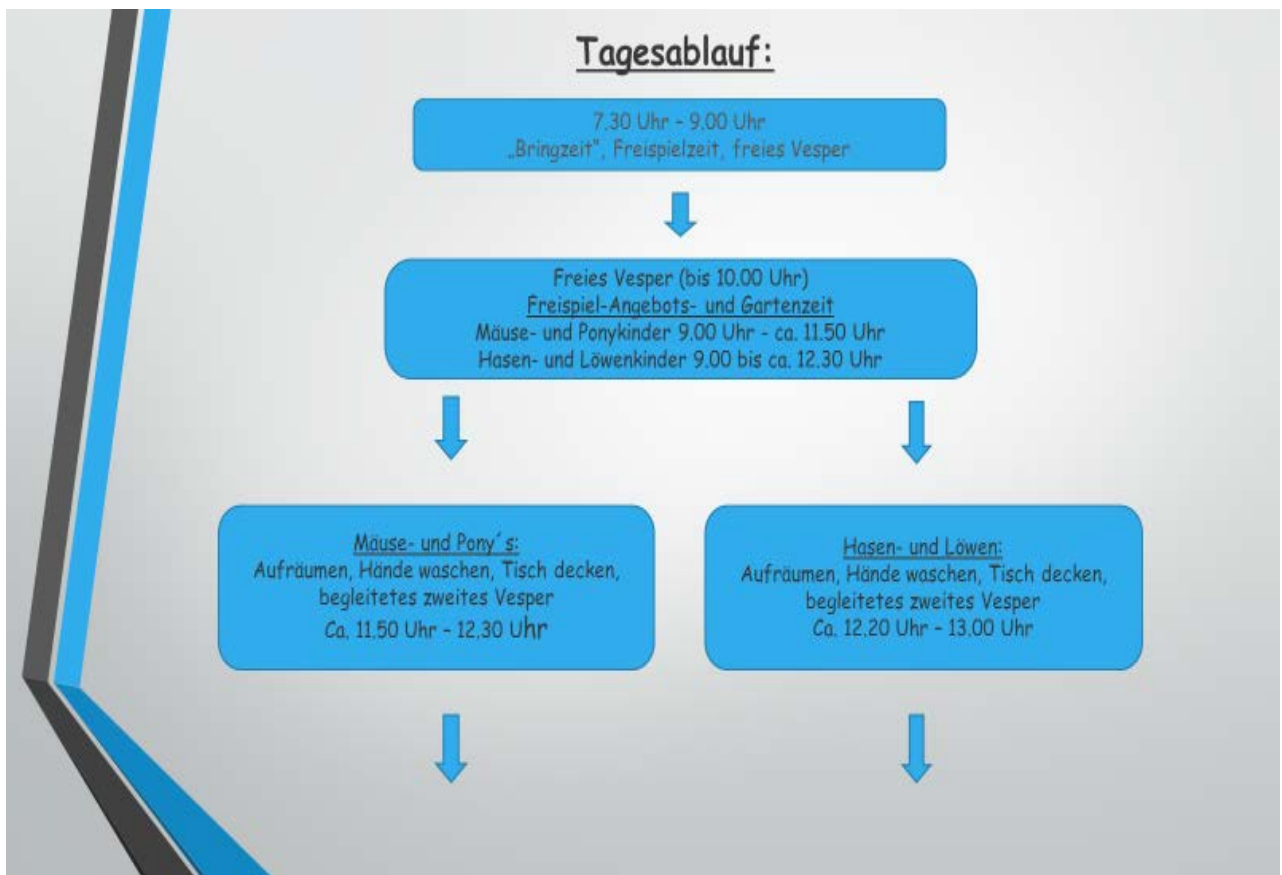 Tagesablauf:
7.30 Uhr – 9.00 Uhr
„Bringzeit", Freispielzeit, freies Vesper
Freies Vesper (bis 10.00 Uhr)
Freispiel-Angebots- und Gartenzeit
Mäuse- und Ponykinder 9.00 Uhr - ca. 11.50 Uhr
Hasen- und Löwenkinder 9.00 bis ca. 12.30 Uhr
Mäuse- und Pony´s:
Aufräumen, Hände waschen, Tisch decken,
begleitetes zweites Vesper
Ca. 11.50 Uhr – 12.30 Uhr
Hasen- und Löwen:
Aufräumen, Hände waschen, Tisch decken,
begleitetes zweites Vesper
Ca. 12.20 Uhr – 13.00 Uhr